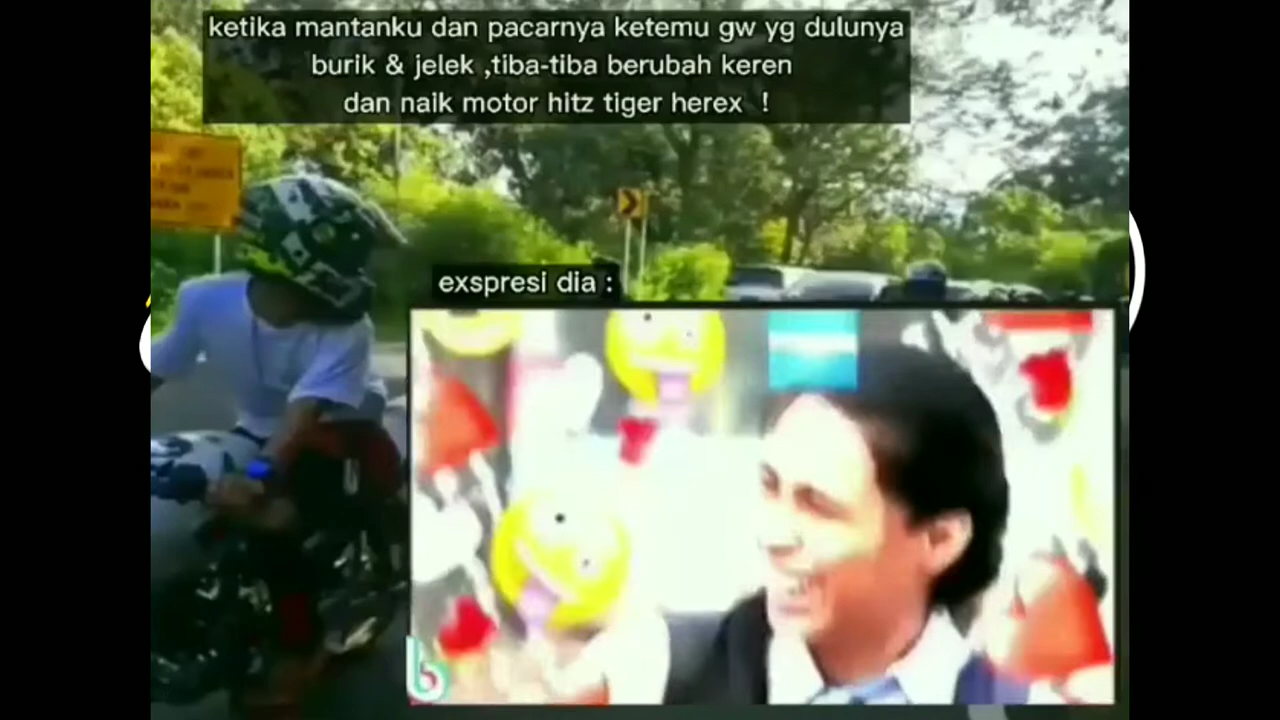 ketika mantanku dan pacarnya ketemu gw yg dulunya
burik & jelek ,tiba-tiba berubah keren
dan naik motor hitz tiger herex !
exspresi dia :
b